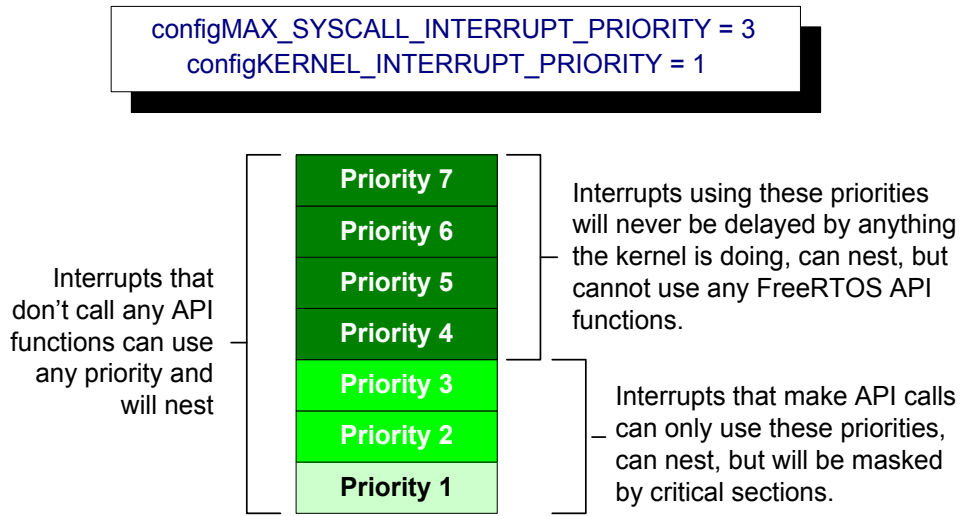 configMAX_SYSCALL_INTERRUPT_PRIORITY = 3
configKERNEL_INTERRUPT_PRIORITY = 1
Interrupts that
don’t call any API
functions can use
any priority and
will nest
Priority 7
Priority 6
Priority 5
Priority 4
Priority 3
Priority 2
Priority 1
Interrupts using these priorities
will never be delayed by anything
the kernel is doing, can nest, but
cannot use any FreeRTOS API
functions.
Interrupts that make API calls
can only use these priorities,
can nest, but will be masked
by critical sections.